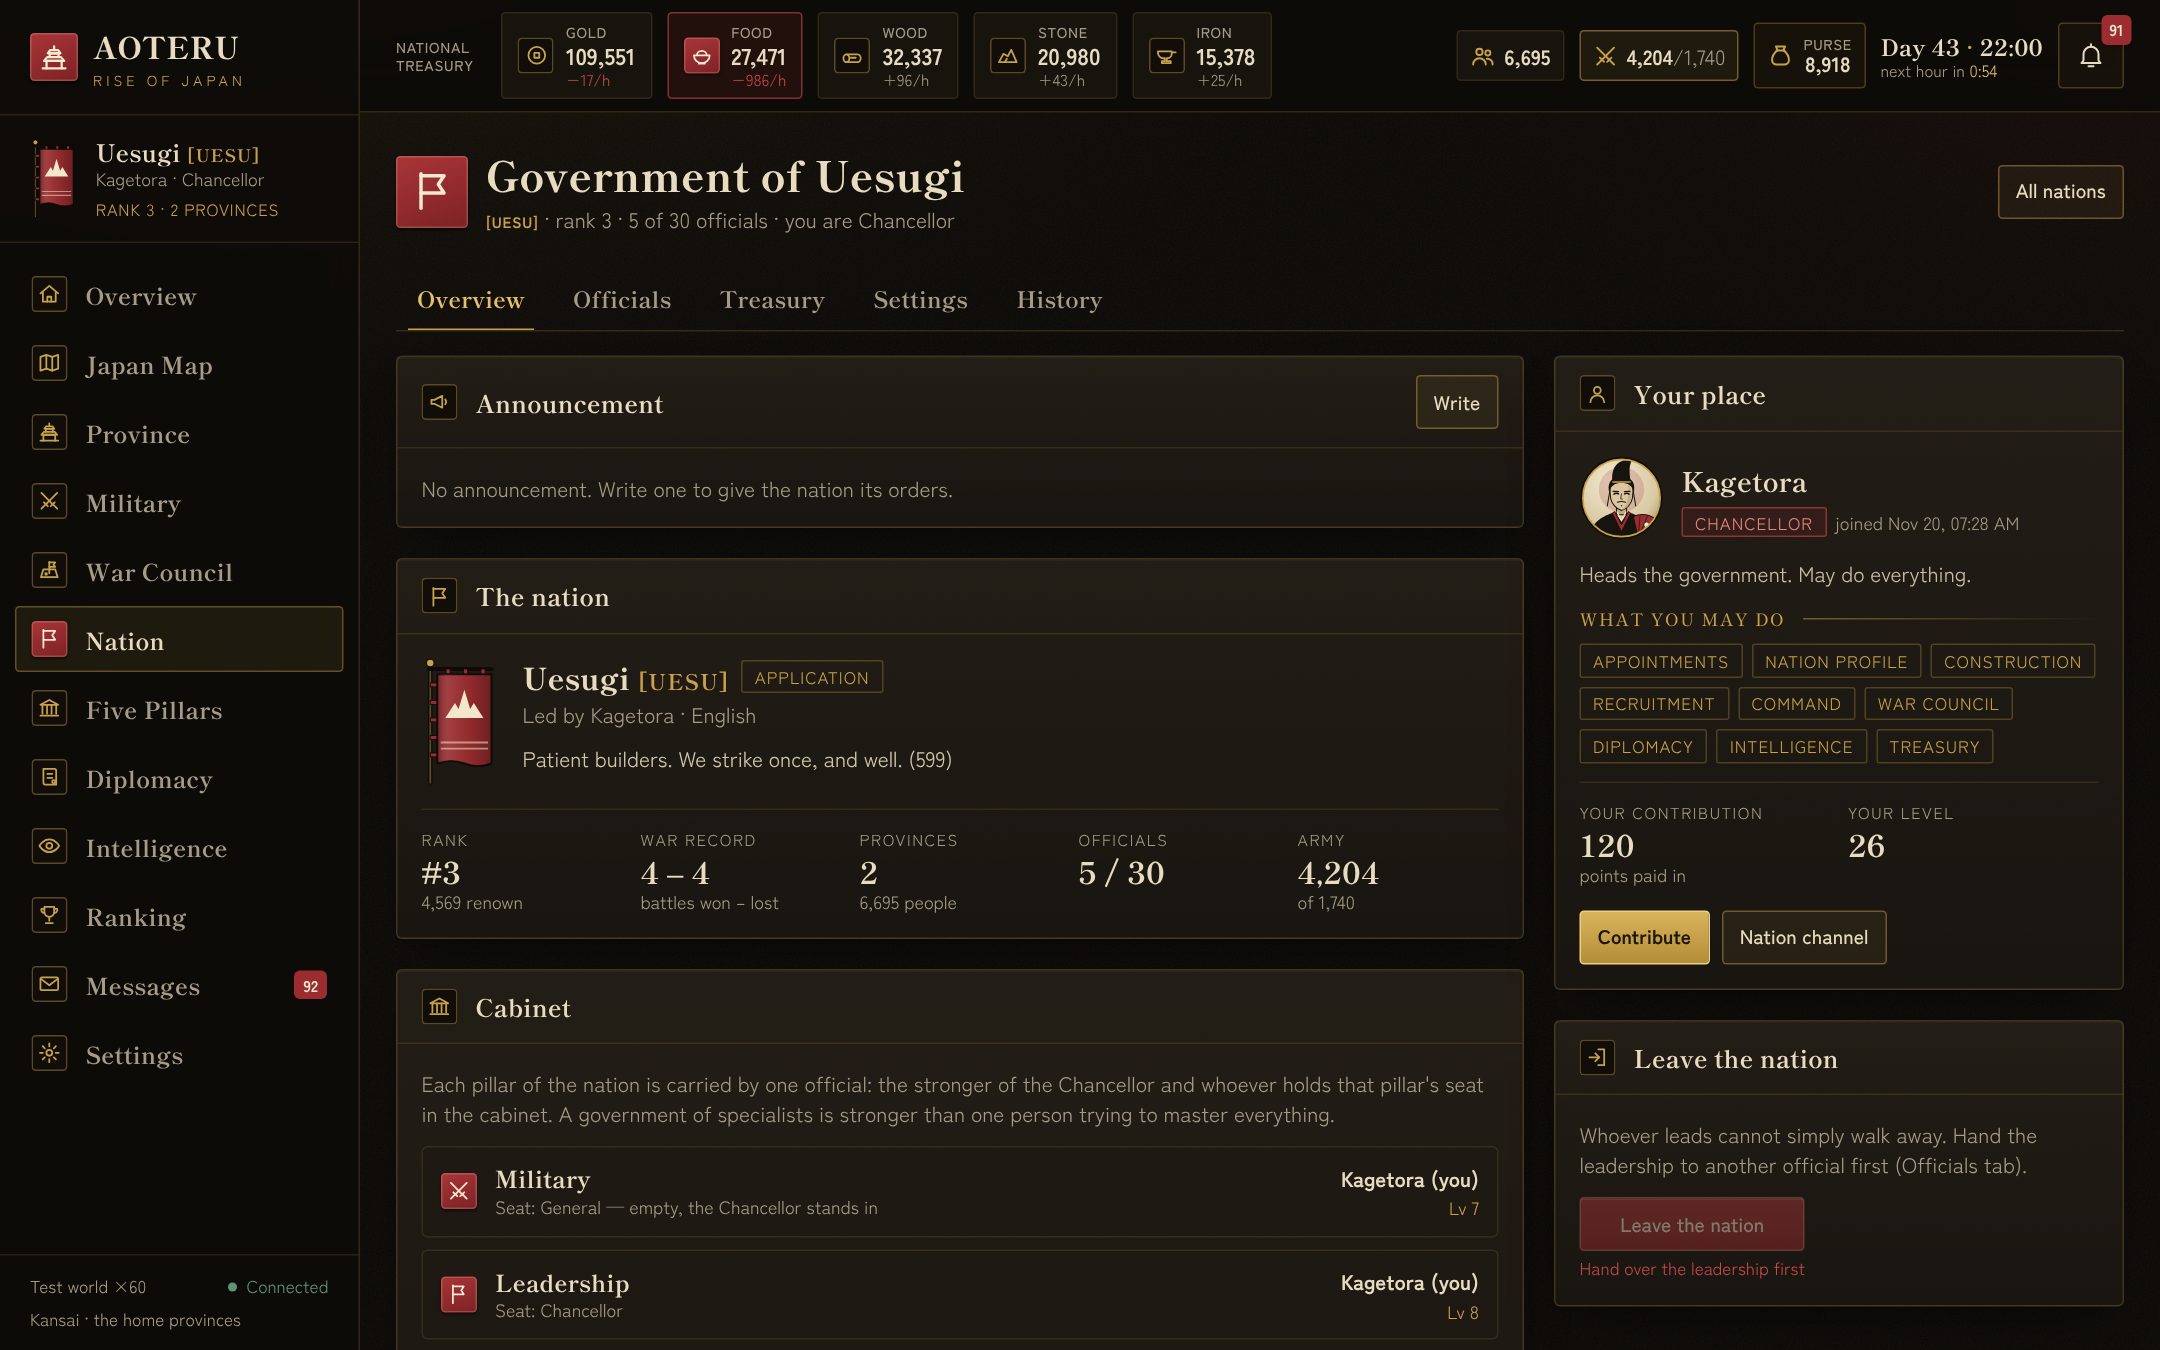 AOTERU
RISE OF JAPAN
Uesugi [UESU]
Kagetora · Chancellor
RANK 3 · 2 PROVINCES
Overview
Japan Map
Province
Military
War Council
Nation
Five Pillars
Diplomacy
Intelligence
Ranking
Messages 92
Settings
Test world ×60 Connected
Kansai · the home provinces
NATIONAL TREASURY
GOLD
109,551
−17/h
FOOD
27,471
−986/h
WOOD
32,337
+96/h
STONE
20,980
+43/h
IRON
15,378
+25/h
6,695
4,204/1,740
PURSE
8,918
Day 43 · 22:00
next hour in 0:54
91
Government of Uesugi
[UESU] · rank 3 · 5 of 30 officials · you are Chancellor
All nations
Overview Officials Treasury Settings History
Announcement
Write
No announcement. Write one to give the nation its orders.
The nation
Uesugi [UESU] APPLICATION
Led by Kagetora · English
Patient builders. We strike once, and well. (599)
RANK
#3
4,569 renown
WAR RECORD
4 – 4
battles won – lost
PROVINCES
2
6,695 people
OFFICIALS
5 / 30
ARMY
4,204
of 1,740
Cabinet
Each pillar of the nation is carried by one official: the stronger of the Chancellor and whoever holds that pillar's seat
in the cabinet. A government of specialists is stronger than one person trying to master everything.
Military
Seat: General — empty, the Chancellor stands in
Kagetora (you)
Lv 7
Leadership
Seat: Chancellor
Kagetora (you)
Lv 8
Your place
Kagetora
CHANCELLOR joined Nov 20, 07:28 AM
Heads the government. May do everything.
WHAT YOU MAY DO
APPOINTMENTS NATION PROFILE CONSTRUCTION
RECRUITMENT COMMAND WAR COUNCIL
DIPLOMACY INTELLIGENCE TREASURY
YOUR CONTRIBUTION
120
points paid in
YOUR LEVEL
26
Contribute
Nation channel
Leave the nation
Whoever leads cannot simply walk away. Hand the
leadership to another official first (Officials tab).
Leave the nation
Hand over the leadership first